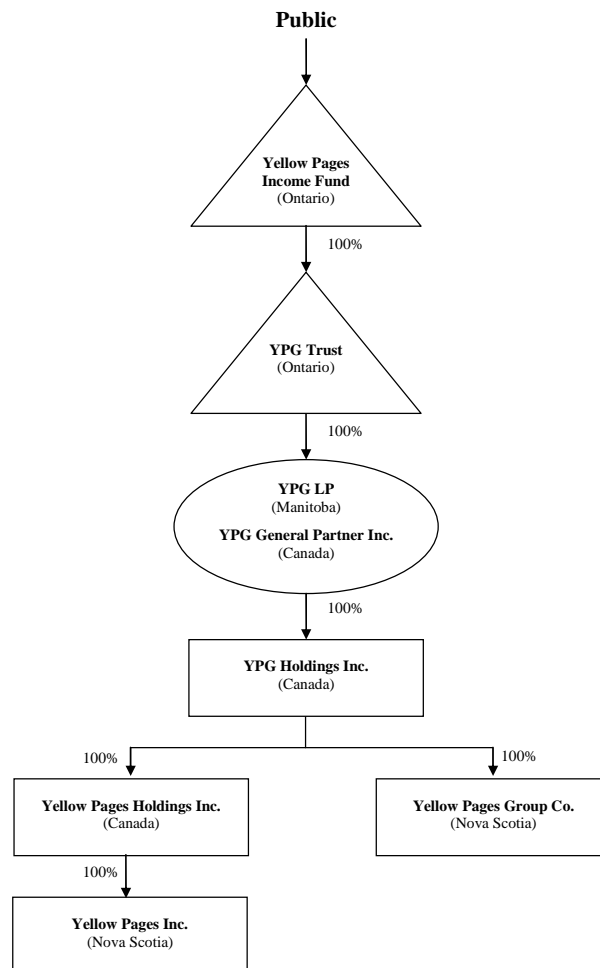 Public
Yellow Pages
Income Fund
(Ontario)
100%
YPG Trust
(Ontario)
100%
YPG LP
(Manitoba)
YPG General Partner Inc.
(Canada)
100%
YPG Holdings Inc.
(Canada)
100%
100%
Yellow Pages Holdings Inc.
(Canada)
Yellow Pages Group Co.
(Nova Scotia)
100%
Yellow Pages Inc.
(Nova Scotia)